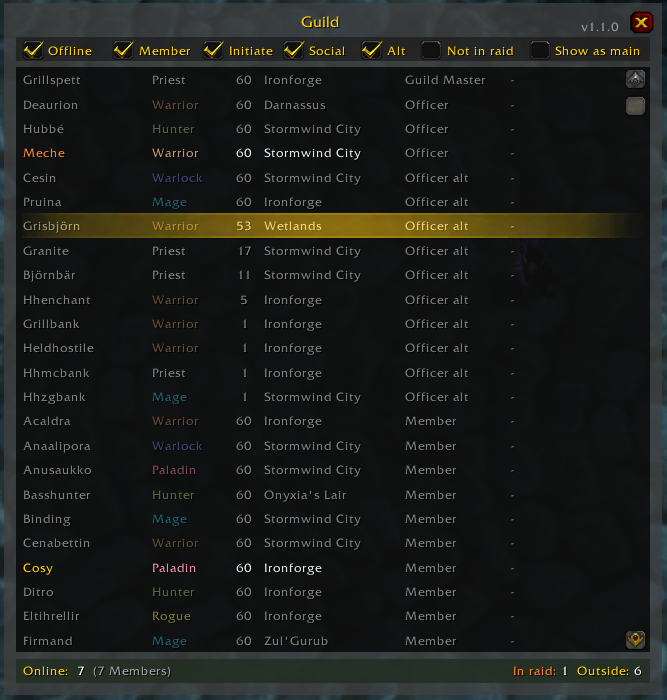 Guild
v1.1.0
Offline Member Initiate Social Alt Not in raid Show as main
Grillspett Priest 60 Ironforge Guild Master -
Deaurion Warrior 60 Darnassus Officer -
Hubbé Hunter 60 Stormwind City Officer -
Meche Warrior 60 Stormwind City Officer -
Cesin Warlock 60 Stormwind City Officer alt -
Pruina Mage 60 Ironforge Officer alt -
Grisbjörn Warrior 53 Wetlands Officer alt -
Granite Priest 17 Stormwind City Officer alt -
Björnbär Priest 11 Stormwind City Officer alt -
Hhenchant Warrior 5 Ironforge Officer alt -
Grillbank Warrior 1 Ironforge Officer alt -
Heldhostile Warrior 1 Ironforge Officer alt -
Hhmcbank Priest 1 Ironforge Officer alt -
Hhzgbank Mage 1 Stormwind City Officer alt -
Acaldra Warrior 60 Ironforge Member -
Anaalipora Warlock 60 Stormwind City Member -
Anusaukko Paladin 60 Stormwind City Member -
Basshunter Hunter 60 Onyxia's Lair Member -
Binding Mage 60 Stormwind City Member -
Cenabettin Warrior 60 Stormwind City Member -
Cosy Paladin 60 Ironforge Member -
Ditro Hunter 60 Ironforge Member -
Eltihrellir Rogue 60 Ironforge Member -
Firmand Mage 60 Zul'Gurub Member -
Online: 7 (7 Members) In raid: 1 Outside: 6